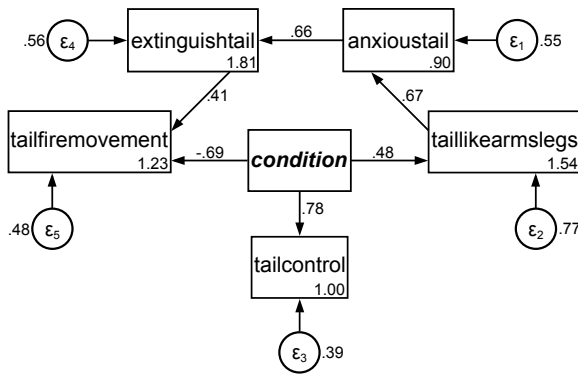 .56 ε4 extinguishtail 1.81
.66
anxioustail .90
ε1 .55
.41
.67
tailfiremovement 1.23
-.69
condition
.48
taillikearmslegs 1.54
.78
.48 ε5
tailcontrol 1.00
ε2 .77
ε3 .39